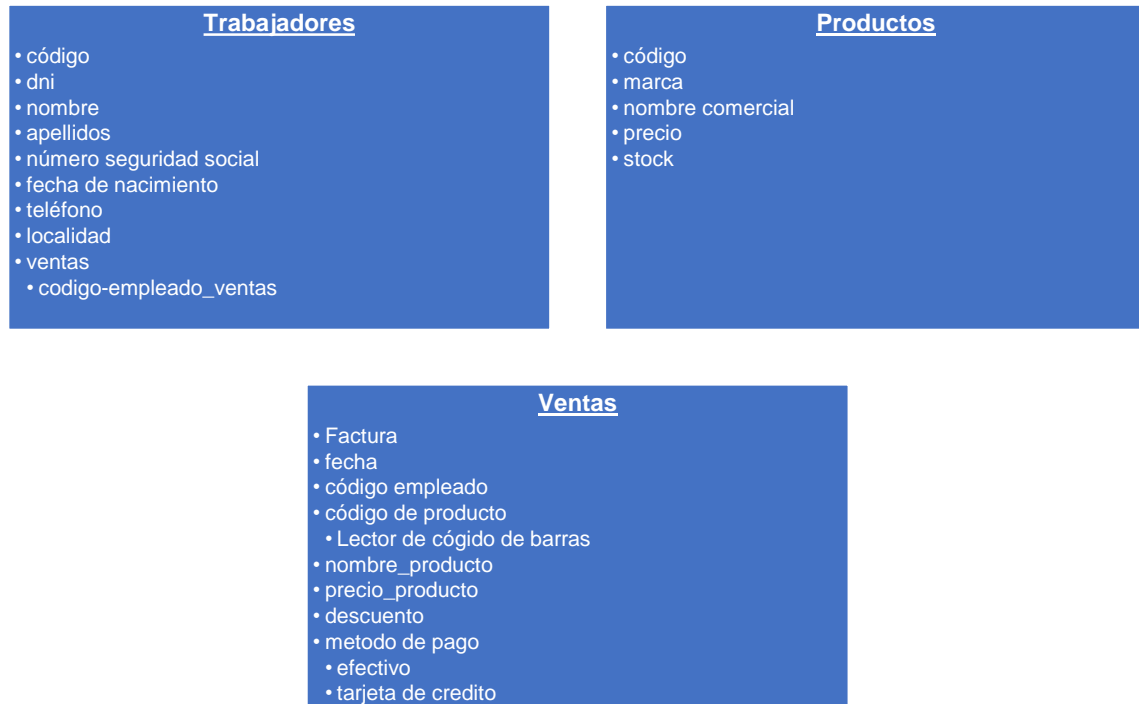 Trabajadores
• código
• dni
• nombre
• apellidos
• número seguridad social
• fecha de nacimiento
• teléfono
• localidad
• ventas
• codigo-empleado_ventas
Productos
• código
• marca
• nombre comercial
• precio
• stock
Ventas
• Factura
• fecha
• código empleado
• código de producto
• Lector de cógido de barras
• nombre_producto
• precio_producto
• descuento
• metodo de pago
• efectivo
• tarjeta de credito